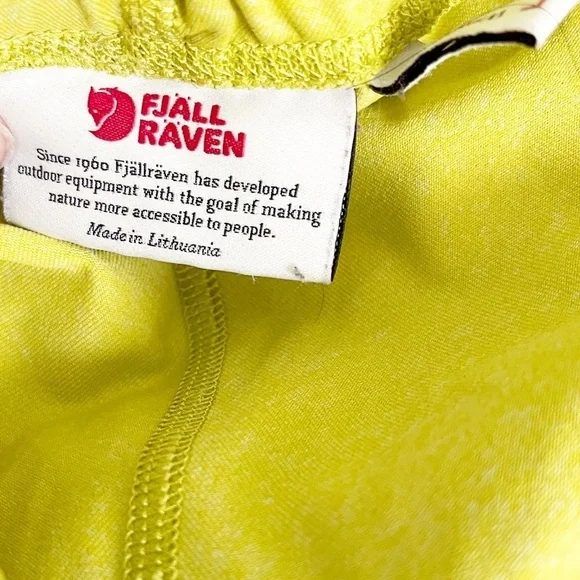 FJÄLL
RÄVEN
Since 1960 Fjällräven has developed
outdoor equipment with the goal of making
nature more accessible to people.
Made in Lithuania